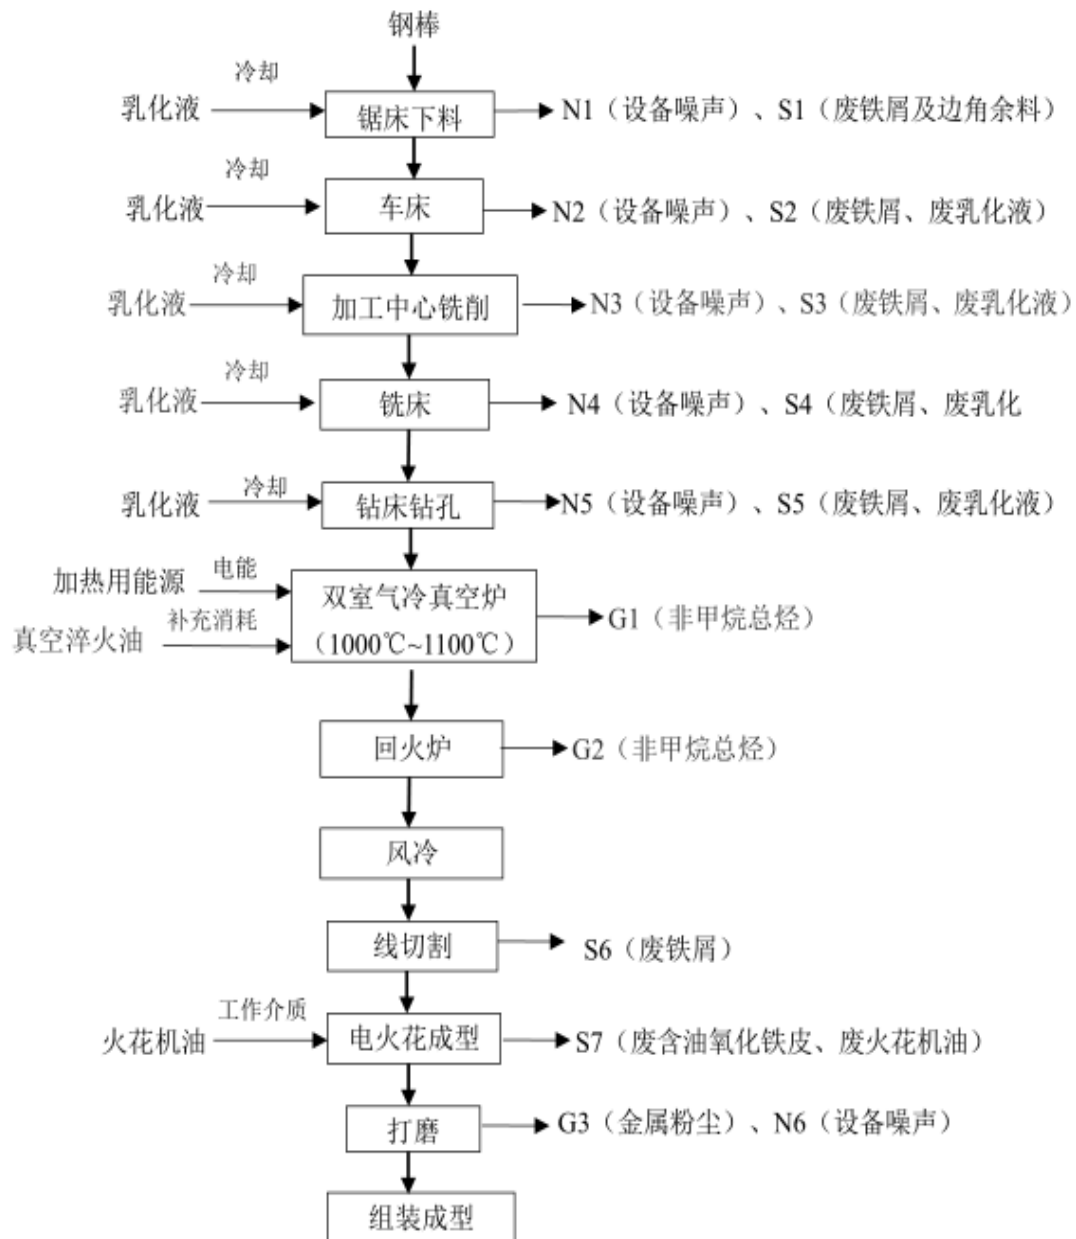 钢棒
冷却
乳化液
锯床下料
N1（设备噪声）、S1（废铁屑及边角余料）
冷却
乳化液
车床
N2（设备噪声）、S2（废铁屑、废乳化液）
冷却
乳化液
加工中心铣削
N3（设备噪声）、S3（废铁屑、废乳化液）
冷却
乳化液
铣床
N4（设备噪声）、S4（废铁屑、废乳化
冷却
乳化液
钻床钻孔
N5（设备噪声）、S5（废铁屑、废乳化液）
加热用能源
电能
真空淬火油
补充消耗
双室气冷真空炉
（1000℃~1100℃）
G1（非甲烷总烃）
回火炉
G2（非甲烷总烃）
风冷
线切割
S6（废铁屑）
工作介质
火花机油
电火花成型
S7（废含油氧化铁皮、废火花机油）
打磨
G3（金属粉尘）、N6（设备噪声）
组装成型